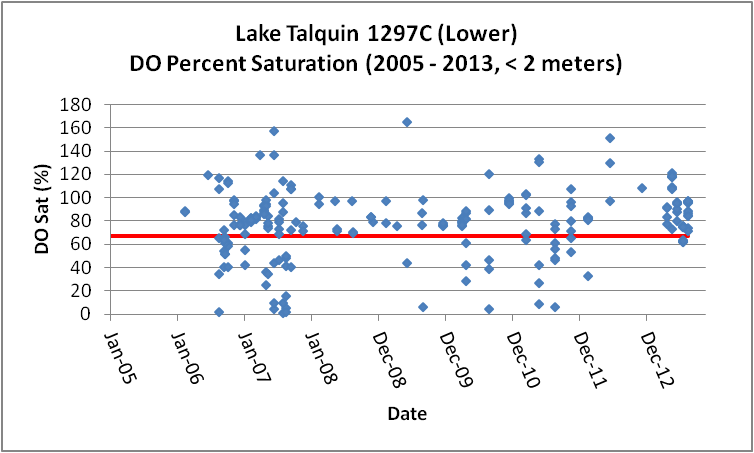 Lake Talquin 1297C (Lower)
DO Percent Saturation (2005 - 2013, < 2 meters)
DO Sat (%)
180
160
140
120
100
80
60
40
20
0
Jan-05
Jan-06
Jan-07
Jan-08
Dec-08
Dec-09
Dec-10
Dec-11
Dec-12
Date